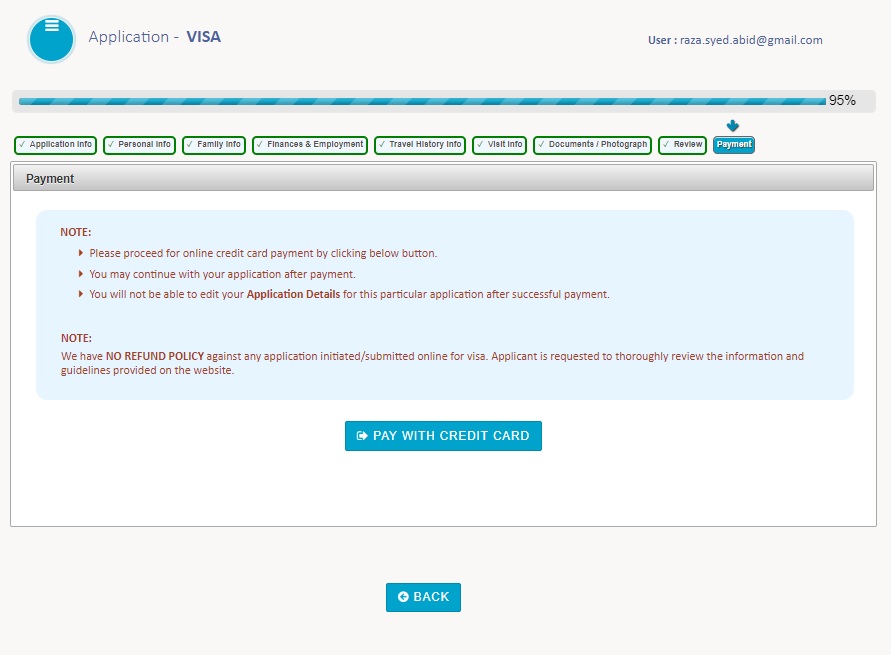 Application - VISA
User : raza.syed.abid@gmail.com
95%
✓ Application Info ✓ Personal Info ✓ Family Info ✓ Finances & Employment ✓ Travel History Info ✓ Visit Info ✓ Documents / Photograph ✓ Review Payment
Payment
NOTE:
Please proceed for online credit card payment by clicking below button.
You may continue with your application after payment.
You will not be able to edit your Application Details for this particular application after successful payment.
NOTE:
We have NO REFUND POLICY against any application initiated/submitted online for visa. Applicant is requested to thoroughly review the information and
guidelines provided on the website.
PAY WITH CREDIT CARD
BACK